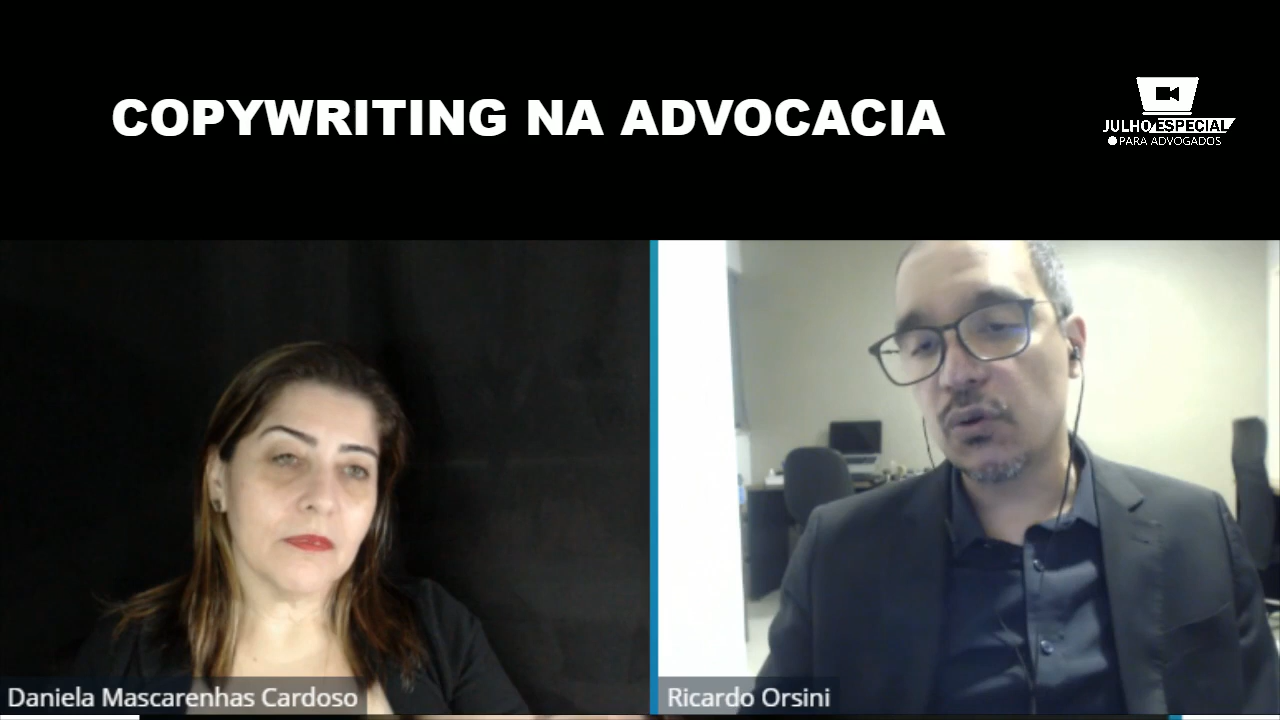 COPYWRITING NA ADVOCACIA
JULHO ESPECIAL
PARA ADVOGADOS
Daniela Mascarenhas Cardoso
Ricardo Orsini